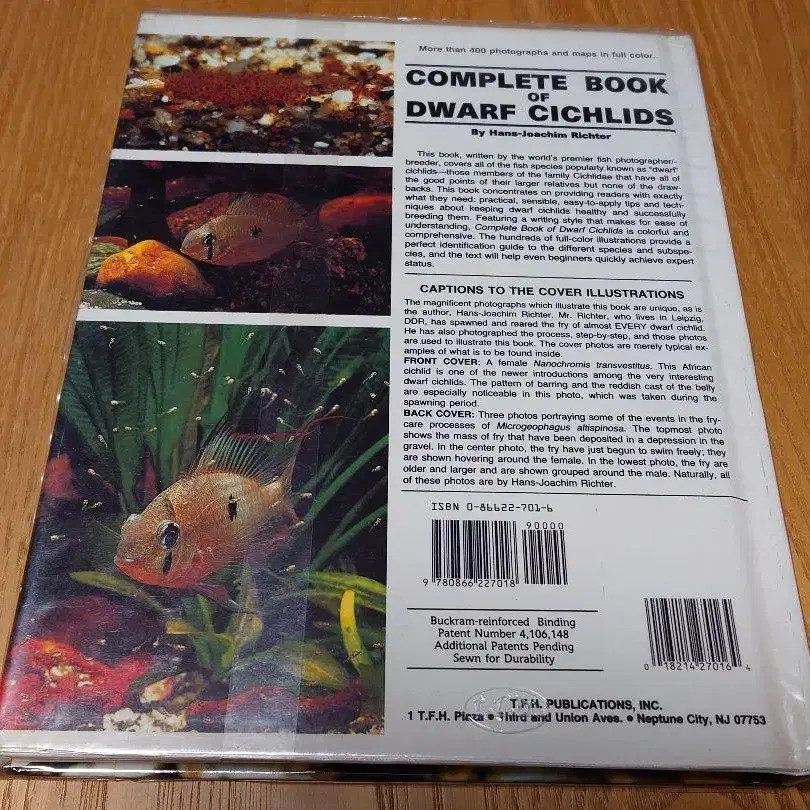 More than 400 photographs and maps in full color..
COMPLETE BOOK
OF
DWARF CICHLIDS
By Hans-Joachim Richter
This book, written by the world's premier fish photographer/-
breeder, covers all of the fish species popularly known as "dwarf"
cichlids—those members of the family Cichlidae that have all of
the good points of their larger relatives but none of the draw-
backs. This book concentrates on providing readers with exactly
what they need: practical, sensible, easy-to-apply tips and tech-
niques about keeping dwarf cichlids healthy and successfully
breeding them. Featuring a writing style that makes for ease of
understanding, Complete Book of Dwarf Cichlids is colorful and
comprehensive. The hundreds of full-color illustrations provide a
perfect identification guide to the different species and subspe-
cies, and the text will help even beginners quickly achieve expert
status.
CAPTIONS TO THE COVER ILLUSTRATIONS
The magnificent photographs which illustrate this book are unique, as is
the author, Hans-Joachim Richter. Mr. Richter, who lives in Leipzig,
DDR, has spawned and reared the fry of almost EVERY dwarf cichlid.
He has also photographed the process, step-by-step, and those photos
are used to illustrate this book. The cover photos are merely typical ex-
amples of what is to be found inside.
FRONT COVER: A female Nanochromis transvestitus. This African
cichlid is one of the newer introductions among the very interesting
dwarf cichlids. The pattern of barring and the reddish cast of the belly
are especially noticeable in this photo, which was taken during the
spawning period.
BACK COVER: Three photos portraying some of the events in the fry-
care processes of Microgeophagus altispinosa. The topmost photo
shows the mass of fry that have been deposited in a depression in the
gravel. In the center photo, the fry have just begun to swim freely; they
are shown hovering around the female. In the lowest photo, the fry are
older and larger and are shown grouped around the male. Naturally, all
of these photos are by Hans-Joachim Richter.
ISBN 0-86622-701-6
90000
9 780866 227018
Buckram-reinforced Binding
Patent Number 4,106,148
Additional Patents Pending
Sewn for Durability
0 18214 27016 4
T.F.H. PUBLICATIONS, INC.
1 T.F.H. Plaza • Third and Union Aves. • Neptune City, NJ 07753